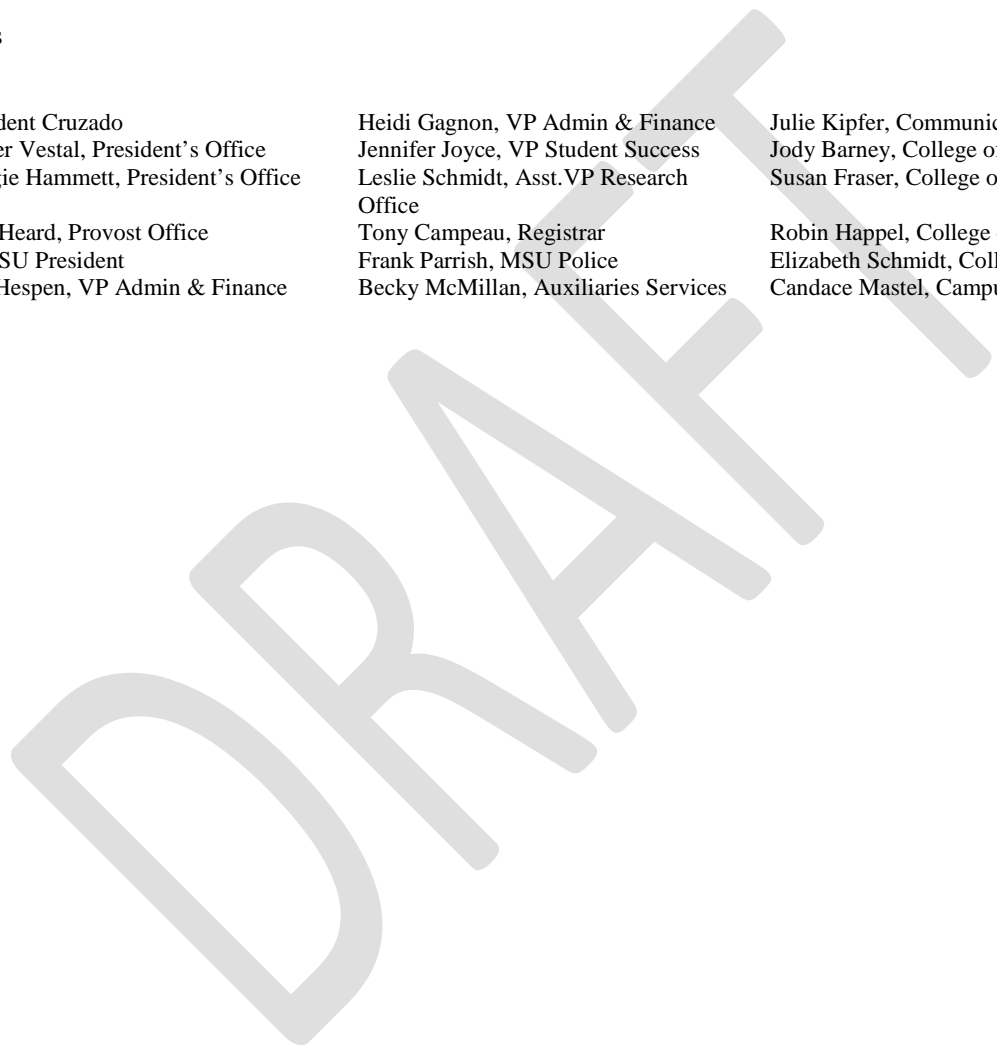 s
dent Cruzado
er Vestal, President’s Office
gie Hammett, President’s Office
Heard, Provost Office
SU President
Hespen, VP Admin & Finance
Heidi Gagnon, VP Admin & Finance
Jennifer Joyce, VP Student Success
Leslie Schmidt, Asst.VP Research
Office
Tony Campeau, Registrar
Frank Parrish, MSU Police
Becky McMillan, Auxiliaries Services
Julie Kipfer, Communic
Jody Barney, College of
Susan Fraser, College o
Robin Happel, College
Elizabeth Schmidt, Coll
Candace Mastel, Campu
DRAFT